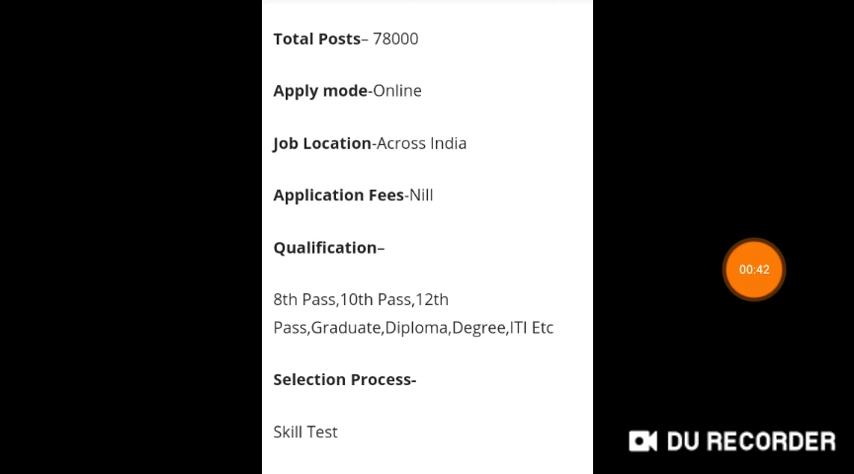 Total Posts– 78000
Apply mode-Online
Job Location-Across India
Application Fees-Nill
Qualification–
8th Pass,10th Pass,12th
Pass,Graduate,Diploma,Degree,ITI Etc
Selection Process-
Skill Test
00:42
DU RECORDER